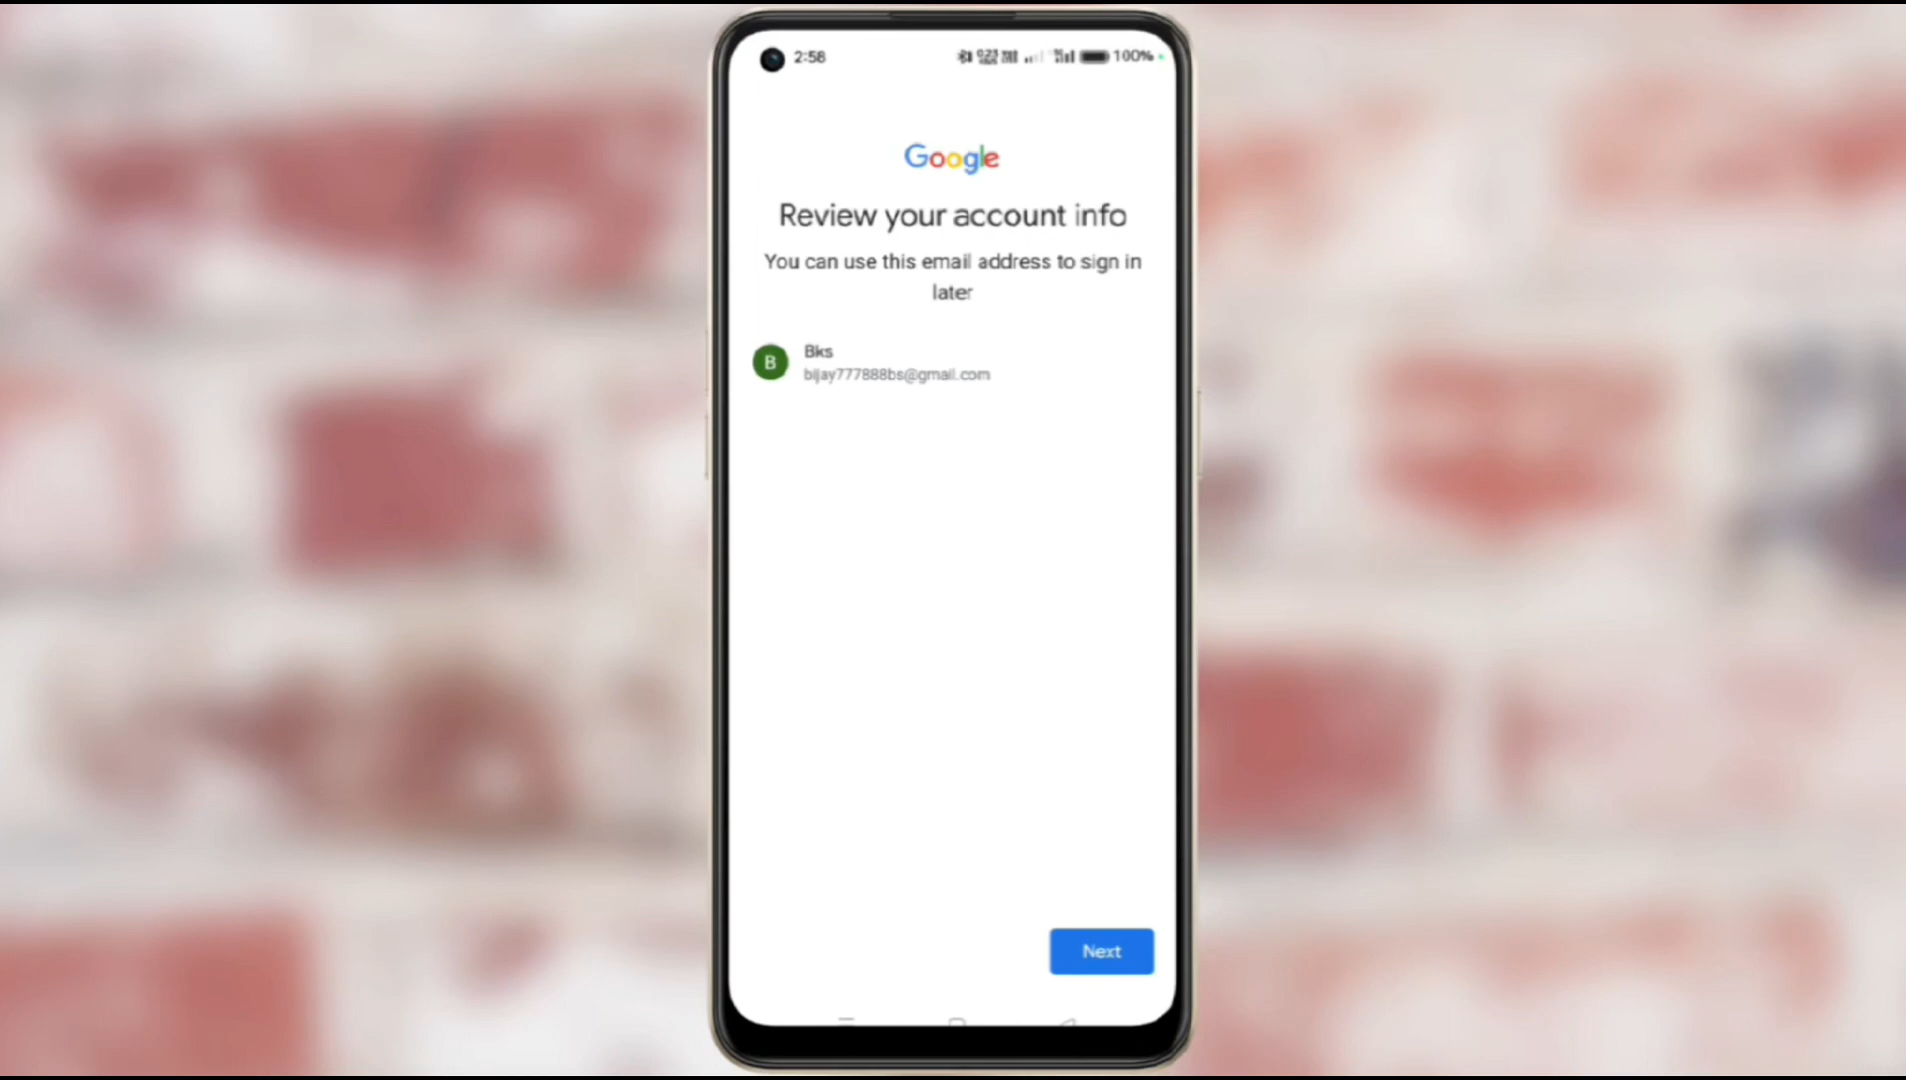 2:58
100%
Google
Review your account info
You can use this email address to sign in
later
B
Bks
bijay777888bs@gmail.com
Next